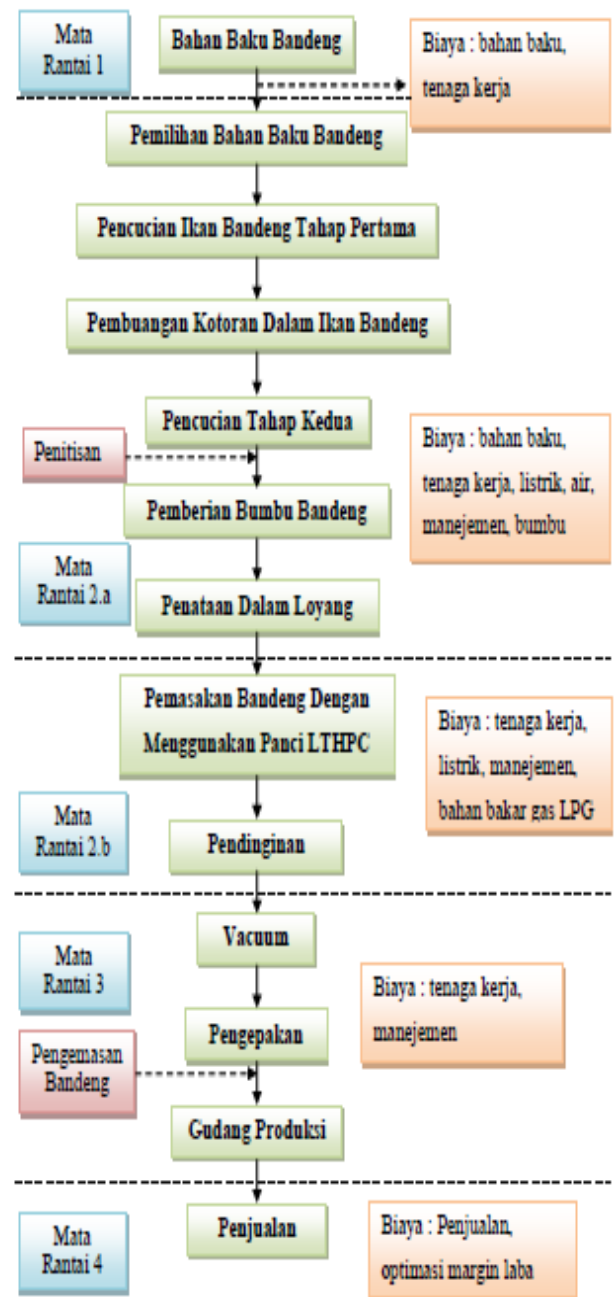 Mata
Rantai 1
Bahan Baku Bandeng
Biaya : bahan baku,
tenaga kerja
Pemilihan Bahan Baku Bandeng
Pencucian Ikan Bandeng Tahap Pertama
Pembuangan Kotoran Dalam Ikan Bandeng
Pencucian Tahap Kedua
Penitisan
Biaya : bahan baku,
tenaga kerja, listrik, air,
manejemen, bumbu
Pemberian Bumbu Bandeng
Mata
Rantai 2.a
Penataan Dalam Loyang
Pemasakan Bandeng Dengan
Menggunakan Panci LTHPC
Biaya : tenaga kerja,
listrik, manejemen,
bahan bakar gas LPG
Mata
Rantai 2.b
Pendinginan
Vacuum
Mata
Rantai 3
Biaya : tenaga kerja,
manejemen
Pengepakan
Pengemasan
Bandeng
Gudang Produksi
Penjualan
Mata
Rantai 4
Biaya : Penjualan,
optimasi margin laba